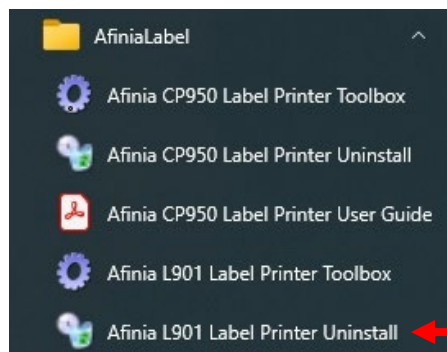 AfiniaLabel
Afinia CP950 Label Printer Toolbox
Afinia CP950 Label Printer Uninstall
Afinia CP950 Label Printer User Guide
Afinia L901 Label Printer Toolbox
Afinia L901 Label Printer Uninstall